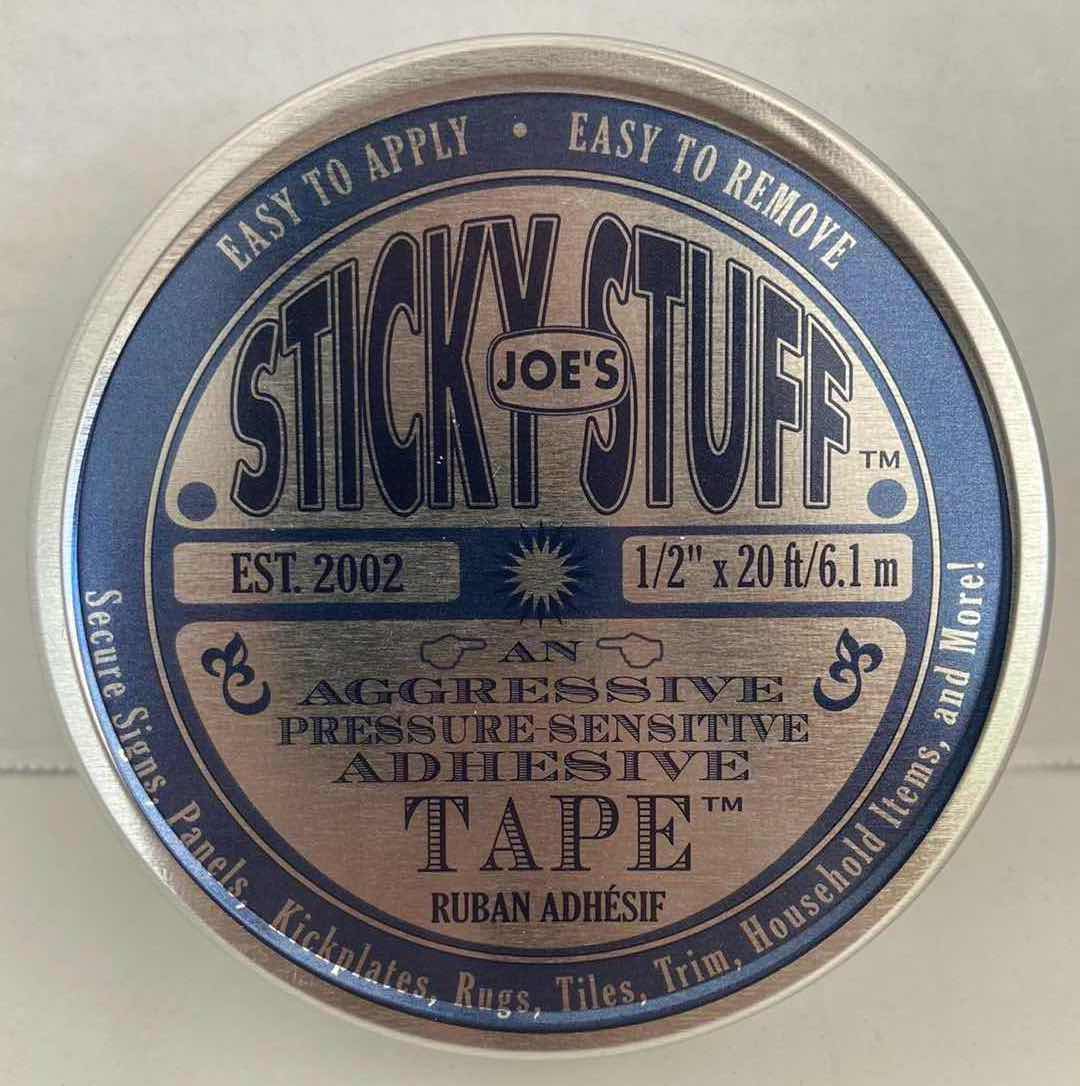 EASY TO APPLY • EASY TO REMOVE
STICKY STUFF
JOE'S
TM
EST. 2002
1/2" x 20 ft/6.1 m
AN
AGGRESSIVE
PRESSURE-SENSITIVE
ADHESIVE
TAPE™
RUBAN ADHÉSIF
Secure Signs, Panels, Kickplates, Rugs, Tiles, Trim, Household Items, and More!